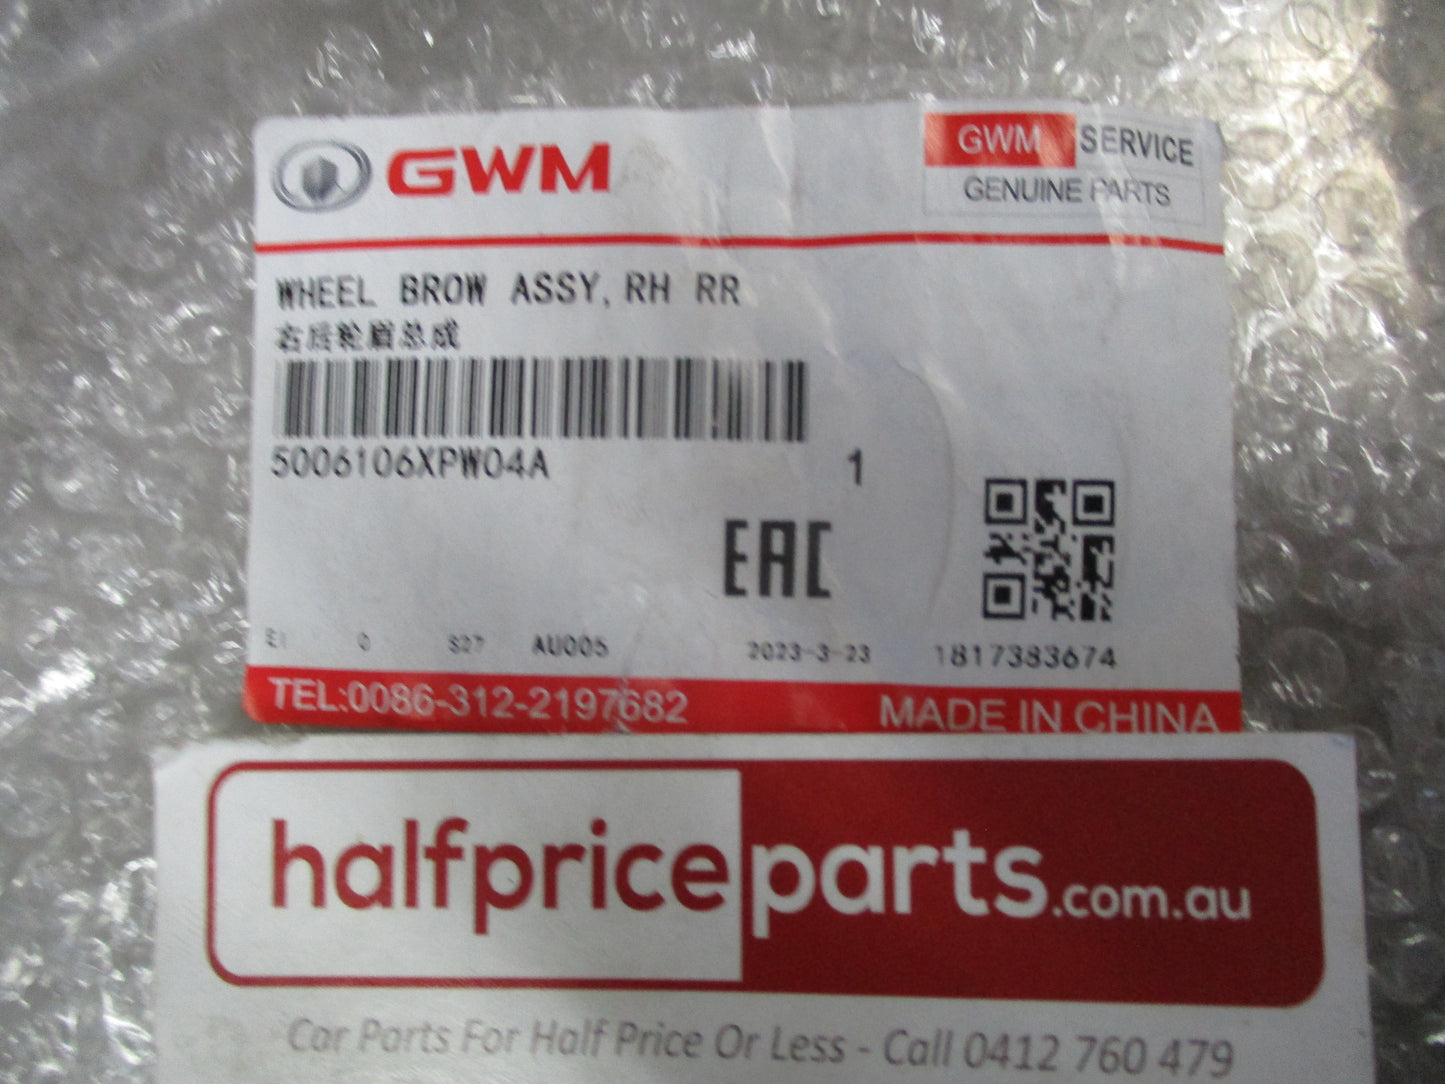 GWM
GWM SERVICE
GENUINE PARTS
WHEEL BROW ASSY, RH RR
右后轮眉总成
5006106XPW04A 1
EAC
E1 0 S27 AU005 2023-3-23 1817383674
TEL:0086-312-2197682 MADE IN CHINA
halfpriceparts.com.au
Car Parts For Half Price Or Less - Call 0412 760 479